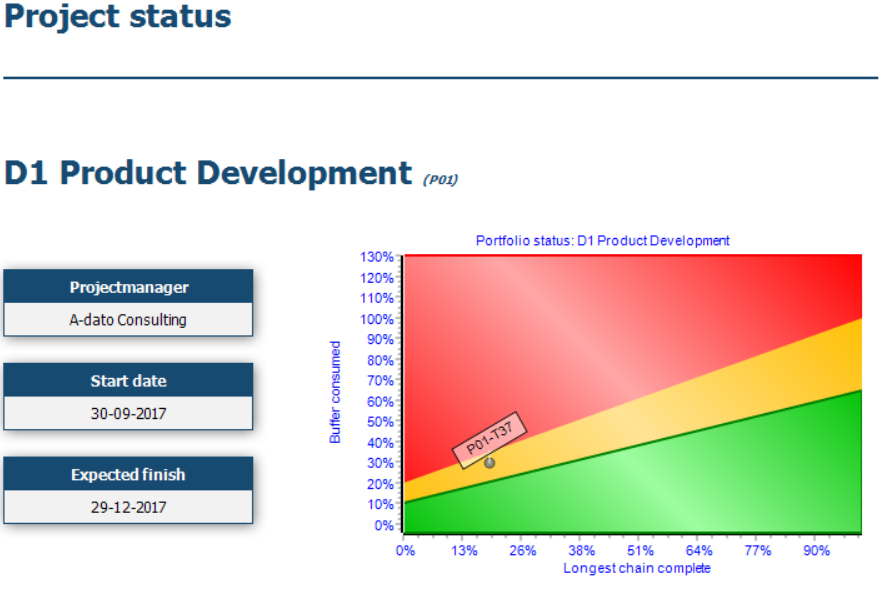 Project status
D1 Product Development (P01)
Projectmanager
A-dato Consulting
Start date
30-09-2017
Expected finish
29-12-2017
Portfolio status: D1 Product Development
Buffer consumed
130%
120%
110%
100%
90%
80%
70%
60%
50%
40%
30%
20%
10%
0%
P01-T37
0% 13% 26% 38% 51% 64% 77% 90%
Longest chain complete